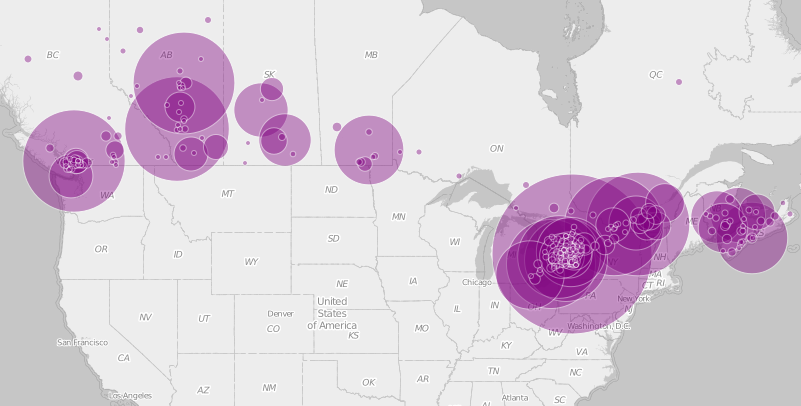 BC
AB
SK
MB
QC
ON
WA
MT
ND
MN
ME
OR
ID
SD
WI
NH
WY
MA
CT RI
Chicago
PA
NE
IA
New York
NJ
NV
UT
Denver
CO
United
States
of America
KS
MO
IL
IN
WV
Washington, D.C.
San Francisco
CA
KY
VA
TN
NC
AZ
NM
OK
AR
Los Angeles
Atlanta
SC